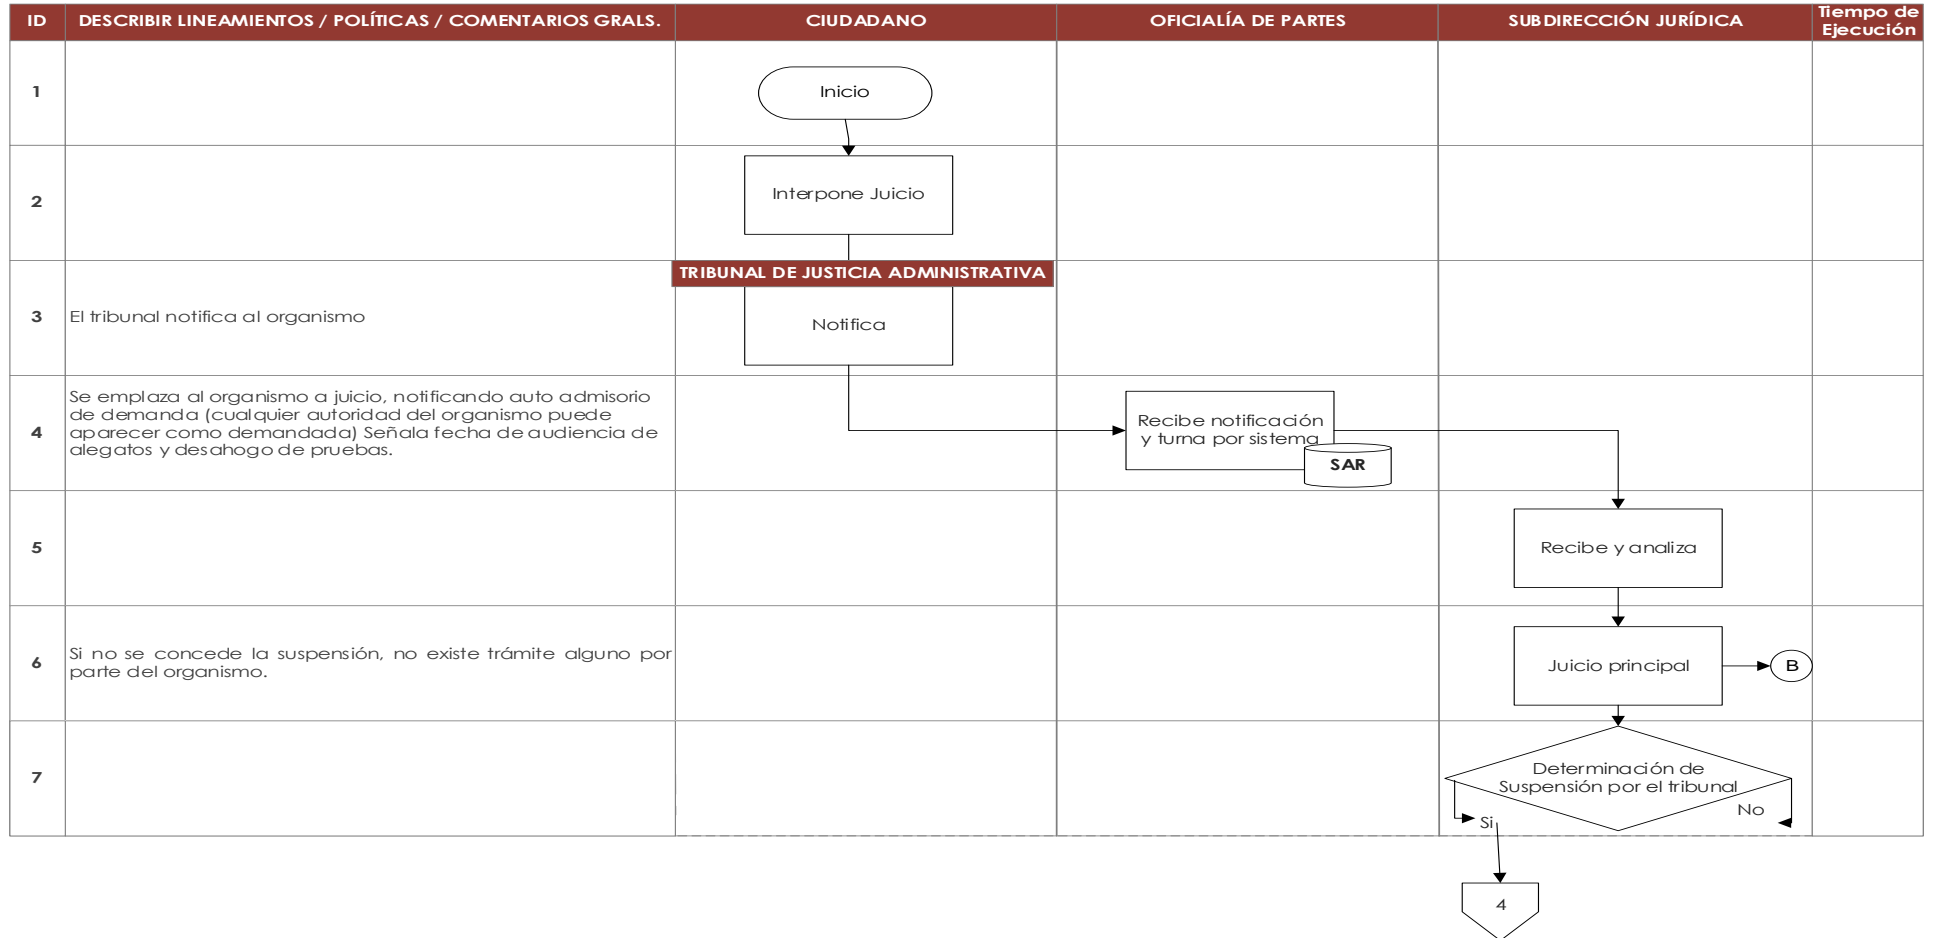 ID
DESCRIBIR LINEAMIENTOS / POLÍTICAS / COMENTARIOS GRALS.
CIUDADANO
OFICIALÍA DE PARTES
SUBDIRECCIÓN JURÍDICA
Tiempo de
Ejecución
1
Inicio
2
Interpone Juicio
TRIBUNAL DE JUSTICIA ADMINISTRATIVA
3
El tribunal notifica al organismo
Notifica
4
Se emplaza al organismo a juicio, notificando auto admisorio
de demanda (cualquier autoridad del organismo puede
aparecer como demandada) Señala fecha de audiencia de
alegatos y desahogo de pruebas.
Recibe notificación
y turna por sistema
SAR
5
Recibe y analiza
6
Si no se concede la suspensión, no existe trámite alguno por
parte del organismo.
Juicio principal
B
7
Determinación de
Suspensión por el tribunal
No
Si
4